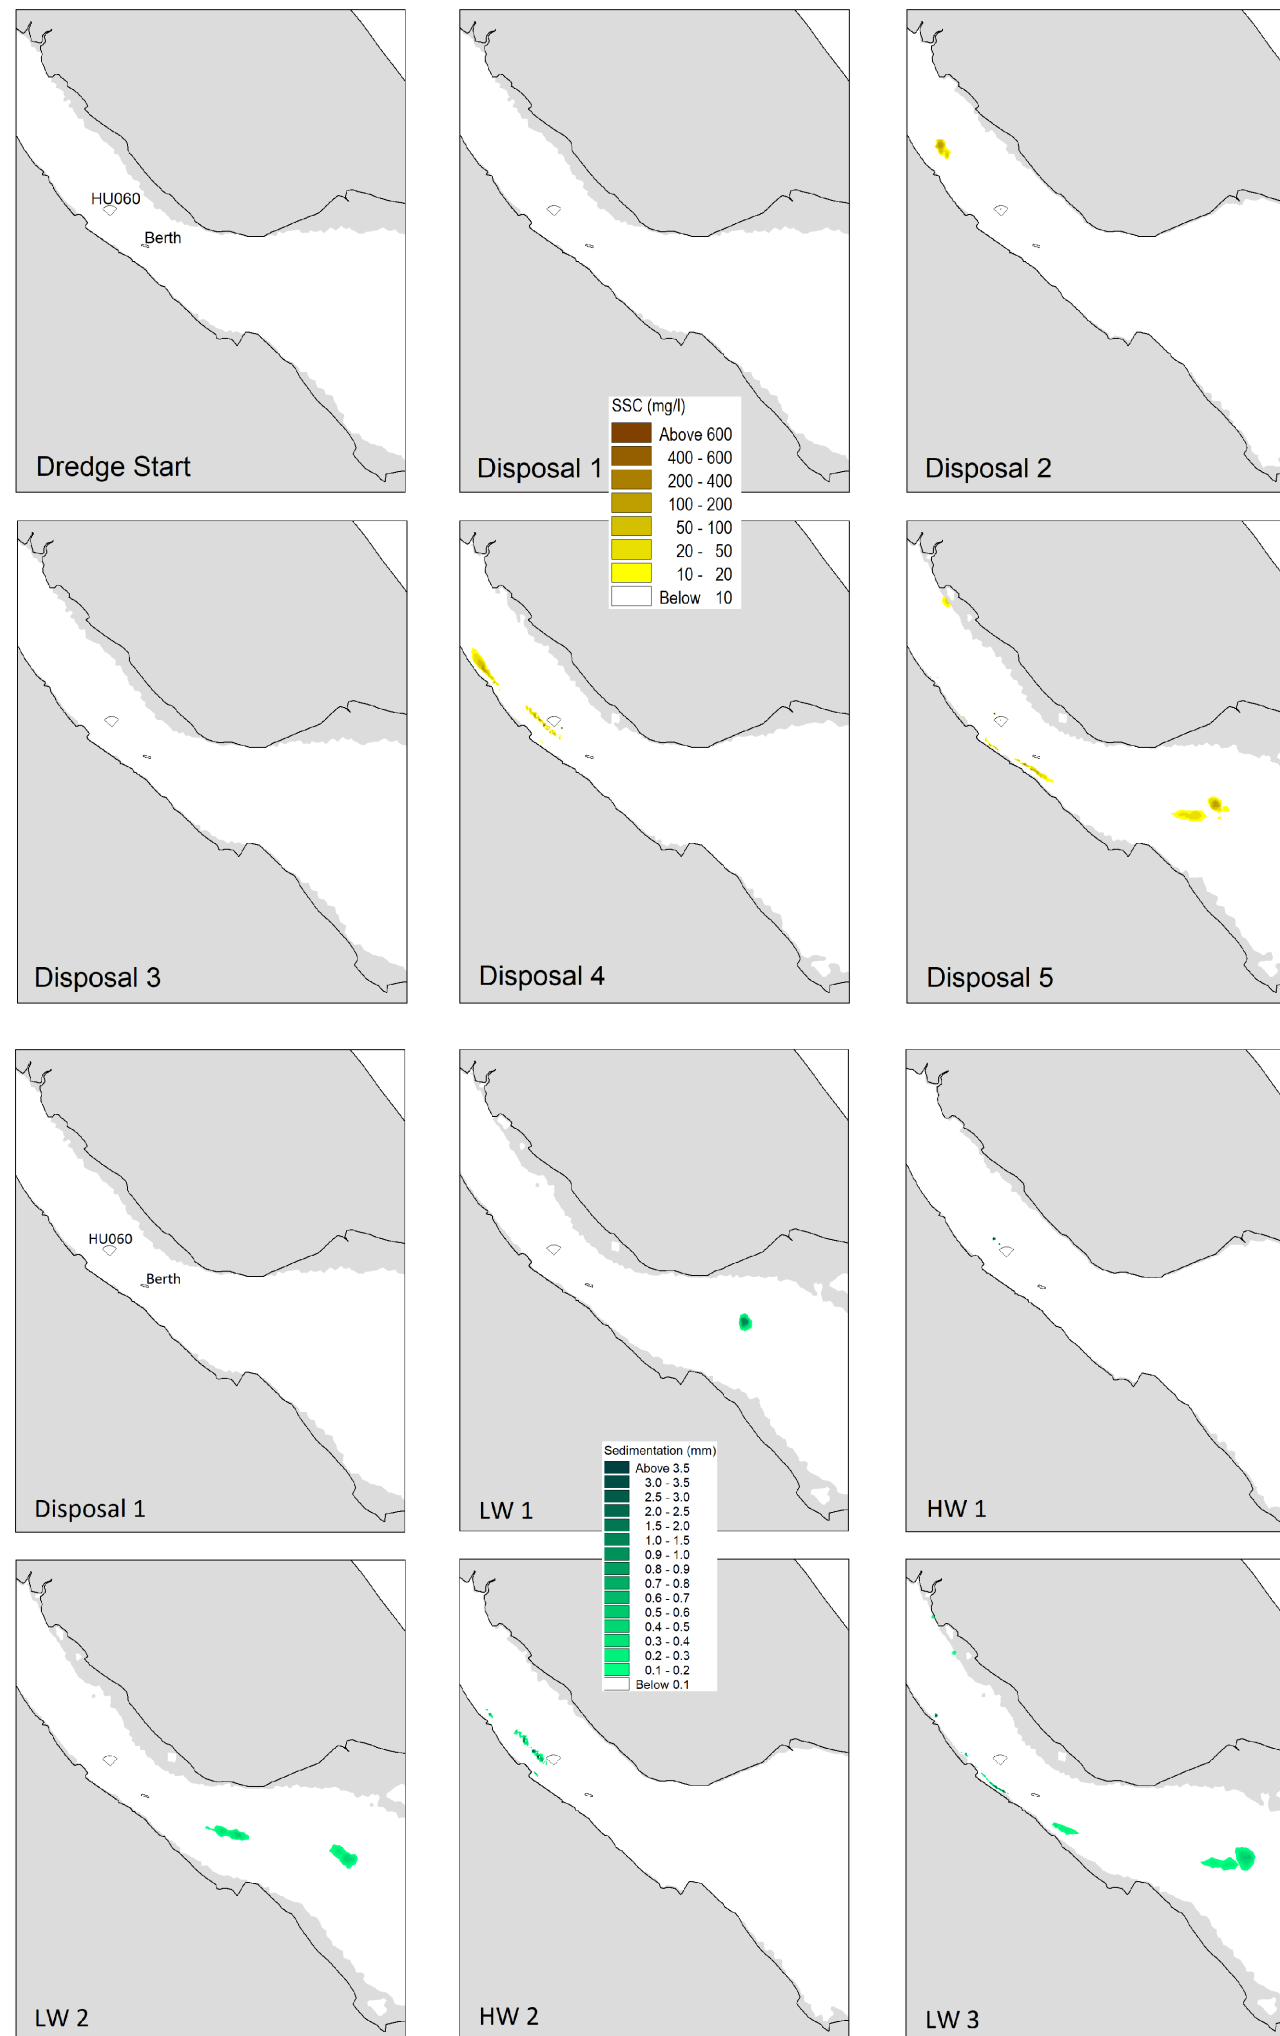 HU060
Berth
Dredge Start
Disposal 1
Disposal 2
SSC (mg/l)
Above 600
400 - 600
200 - 400
100 - 200
50 - 100
20 - 50
10 - 20
Below 10
Disposal 3
Disposal 4
Disposal 5
HU060
Berth
Disposal 1
LW 1
HW 1
Sedimentation (mm)
Above 3.5
3.0 - 3.5
2.5 - 3.0
2.0 - 2.5
1.5 - 2.0
1.0 - 1.5
0.9 - 1.0
0.8 - 0.9
0.7 - 0.8
0.6 - 0.7
0.5 - 0.6
0.4 - 0.5
0.3 - 0.4
0.2 - 0.3
0.1 - 0.2
Below 0.1
LW 2
HW 2
LW 3